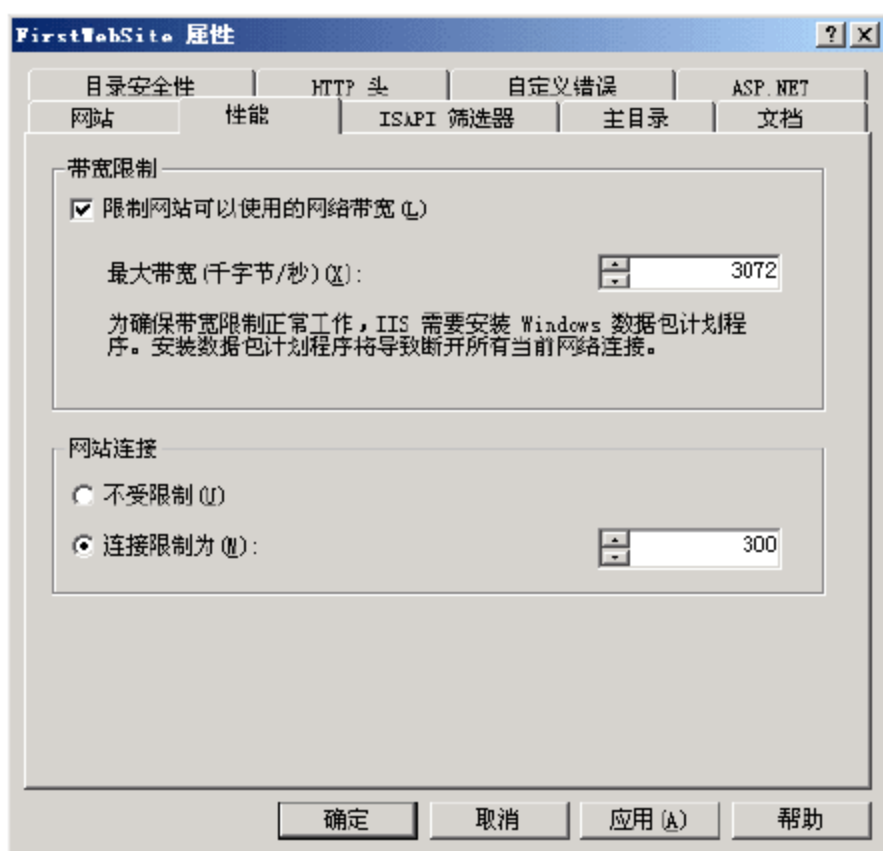 FirstWebSite 属性
目录安全性 HTTP 头 自定义错误 ASP.NET
网站 性能 ISAPI 筛选器 主目录 文档
带宽限制
限制网站可以使用的网络带宽(L)
最大带宽(千字节/秒)(X): 3072
为确保带宽限制正常工作，IIS 需要安装 Windows 数据包计划程
序。安装数据包计划程序将导致断开所有当前网络连接。
网站连接
不受限制(U)
连接限制为(N): 300
确定 取消 应用(A) 帮助